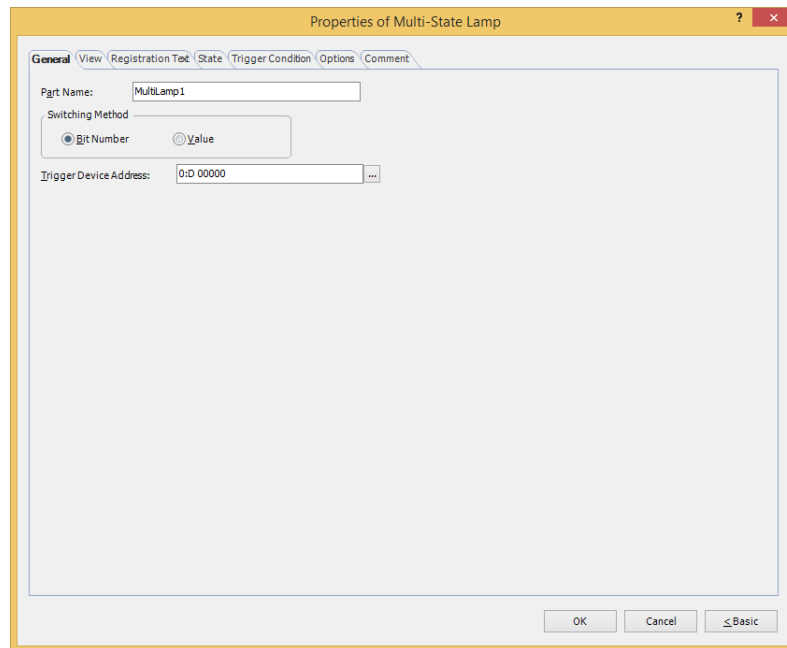 Properties of Multi-State Lamp ? ×
General View Registration Text State Trigger Condition Options Comment
Part Name: MultiLamp1
Switching Method
Bit Number Value
Trigger Device Address: 0:D 00000 ...
OK Cancel < Basic